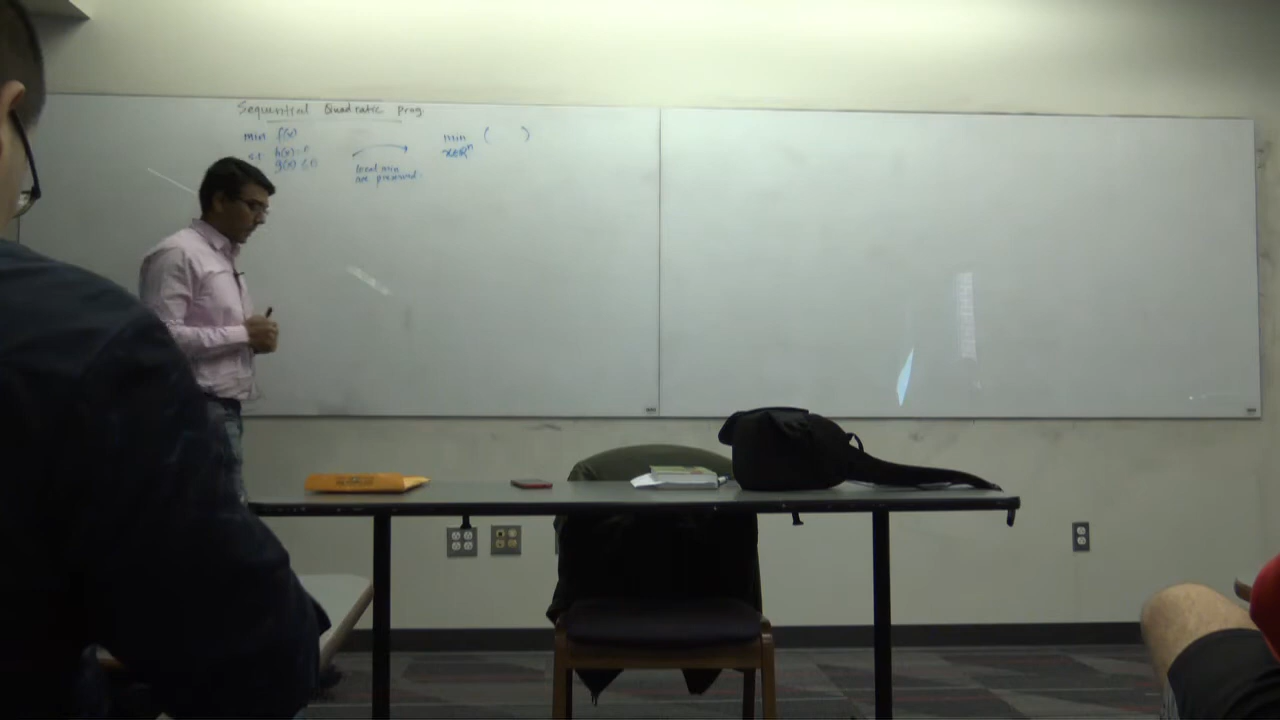 Sequential Quadratic Prog.
min f(x)
s.t. h(x)=0
g(x) ≤ 0
local min
are preserved.
min ( )
x∈ℝⁿ